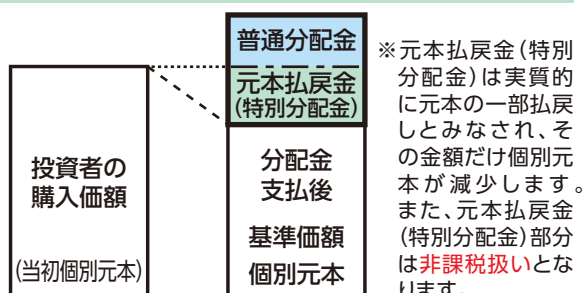 普通分配金
元本払戻金
(特別分配金)
投資者の
購入価額
(当初個別元本)
分配金
支払後
基準価額
個別元本
※元本払戻金(特別
分配金)は実質的
に元本の一部払戻
しとみなされ、そ
の金額だけ個別元
本が減少します。
また、元本払戻金
(特別分配金)部分
は非課税扱いとな
ります。